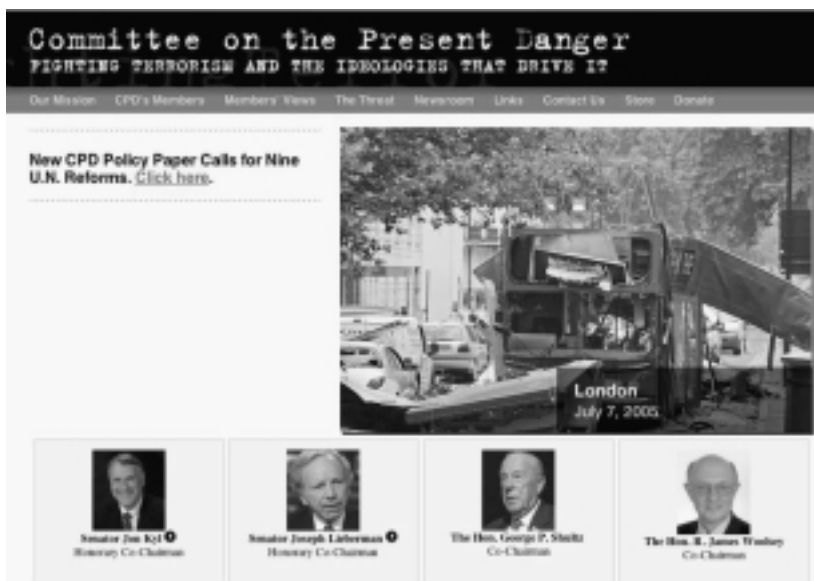 Committee on the Present Danger
FIGHTING TERRORISM AND THE IDEOLOGIES THAT DRIVE IT
Our Mission CPD's Members Members' Views The Threat Newsroom Links Contact Us Store Donate
New CPD Policy Paper Calls for Nine
U.N. Reforms. Click here.
London
July 7, 2005
Senator Jon Kyl
Honorary Co-Chairman
Senator Joseph Lieberman
Honorary Co-Chairman
The Hon. George P. Shultz
Co-Chairman
The Hon. R. James Woolsey
Co-Chairman